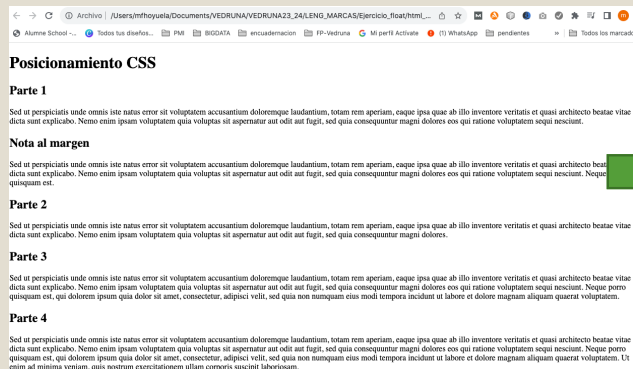 Archivo | /Users/mfhoyuela/Documents/VEDRUNA/VEDRUNA23_24/LENG_MARCAS/Ejercicio_float/html_...
Alumne School -... Todos tus diseños... PMI BIGDATA encuadernacion FP-Vedruna Mi perfil Actívate (1) WhatsApp pendientes » Todos los marcado
Posicionamiento CSS
Parte 1
Sed ut perspiciatis unde omnis iste natus error sit voluptatem accusantium doloremque laudantium, totam rem aperiam, eaque ipsa quae ab illo inventore veritatis et quasi architecto beatae vitae
dicta sunt explicabo. Nemo enim ipsam voluptatem quia voluptas sit aspernatur aut odit aut fugit, sed quia consequuntur magni dolores eos qui ratione voluptatem sequi nesciunt.
Nota al margen
Sed ut perspiciatis unde omnis iste natus error sit voluptatem accusantium doloremque laudantium, totam rem aperiam, eaque ipsa quae ab illo inventore veritatis et quasi architecto beat
dicta sunt explicabo. Nemo enim ipsam voluptatem quia voluptas sit aspernatur aut odit aut fugit, sed quia consequuntur magni dolores eos qui ratione voluptatem sequi nesciunt. Neque
quisquam est.
Parte 2
Sed ut perspiciatis unde omnis iste natus error sit voluptatem accusantium doloremque laudantium, totam rem aperiam, eaque ipsa quae ab illo inventore veritatis et quasi architecto beatae vitae
dicta sunt explicabo. Nemo enim ipsam voluptatem quia voluptas sit aspernatur aut odit aut fugit, sed quia consequuntur magni dolores.
Parte 3
Sed ut perspiciatis unde omnis iste natus error sit voluptatem accusantium doloremque laudantium, totam rem aperiam, eaque ipsa quae ab illo inventore veritatis et quasi architecto beatae vitae
dicta sunt explicabo. Nemo enim ipsam voluptatem quia voluptas sit aspernatur aut odit aut fugit, sed quia consequuntur magni dolores eos qui ratione voluptatem sequi nesciunt. Neque porro
quisquam est, qui dolorem ipsum quia dolor sit amet, consectetur, adipisci velit, sed quia non numquam eius modi tempora incidunt ut labore et dolore magnam aliquam quaerat voluptatem.
Parte 4
Sed ut perspiciatis unde omnis iste natus error sit voluptatem accusantium doloremque laudantium, totam rem aperiam, eaque ipsa quae ab illo inventore veritatis et quasi architecto beatae vitae
dicta sunt explicabo. Nemo enim ipsam voluptatem quia voluptas sit aspernatur aut odit aut fugit, sed quia consequuntur magni dolores eos qui ratione voluptatem sequi nesciunt. Neque porro
quisquam est, qui dolorem ipsum quia dolor sit amet, consectetur, adipisci velit, sed quia non numquam eius modi tempora incidunt ut labore et dolore magnam aliquam quaerat voluptatem. Ut
enim ad minima veniam, quis nostrum exercitationem ullam corporis suscipit laboriosam.